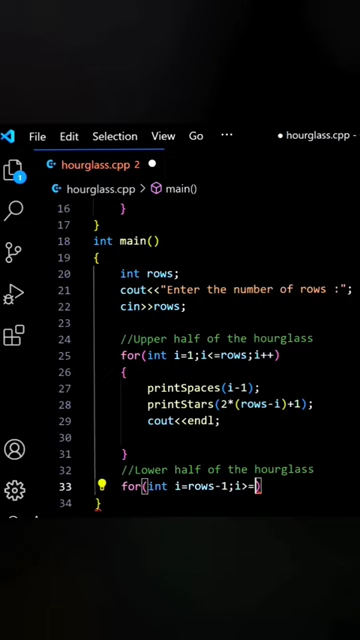 File Edit Selection View Go ··· ● hourglass.cpp
hourglass.cpp 2 ●
hourglass.cpp > main()
16 }
17 }
18 int main()
19 {
20 int rows;
21 cout<<"Enter the number of rows :";
22 cin>>rows;
23
24 //Upper half of the hourglass
25 for(int i=1;i<=rows;i++)
26 {
27 printSpaces(i-1);
28 printStars(2*(rows-i)+1);
29 cout<<endl;
30
31 }
32 //Lower half of the hourglass
33 for(int i=rows-1;i>=)
34 }
1